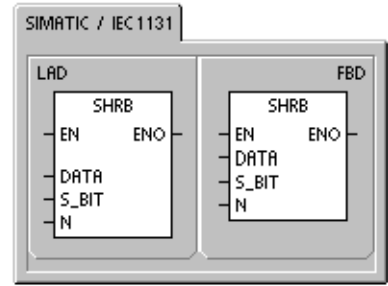 SIMATIC / IEC1131
LAD
FBD
SHRB
EN ENO
DATA
S_BIT
N
SHRB
EN ENO
DATA
S_BIT
N